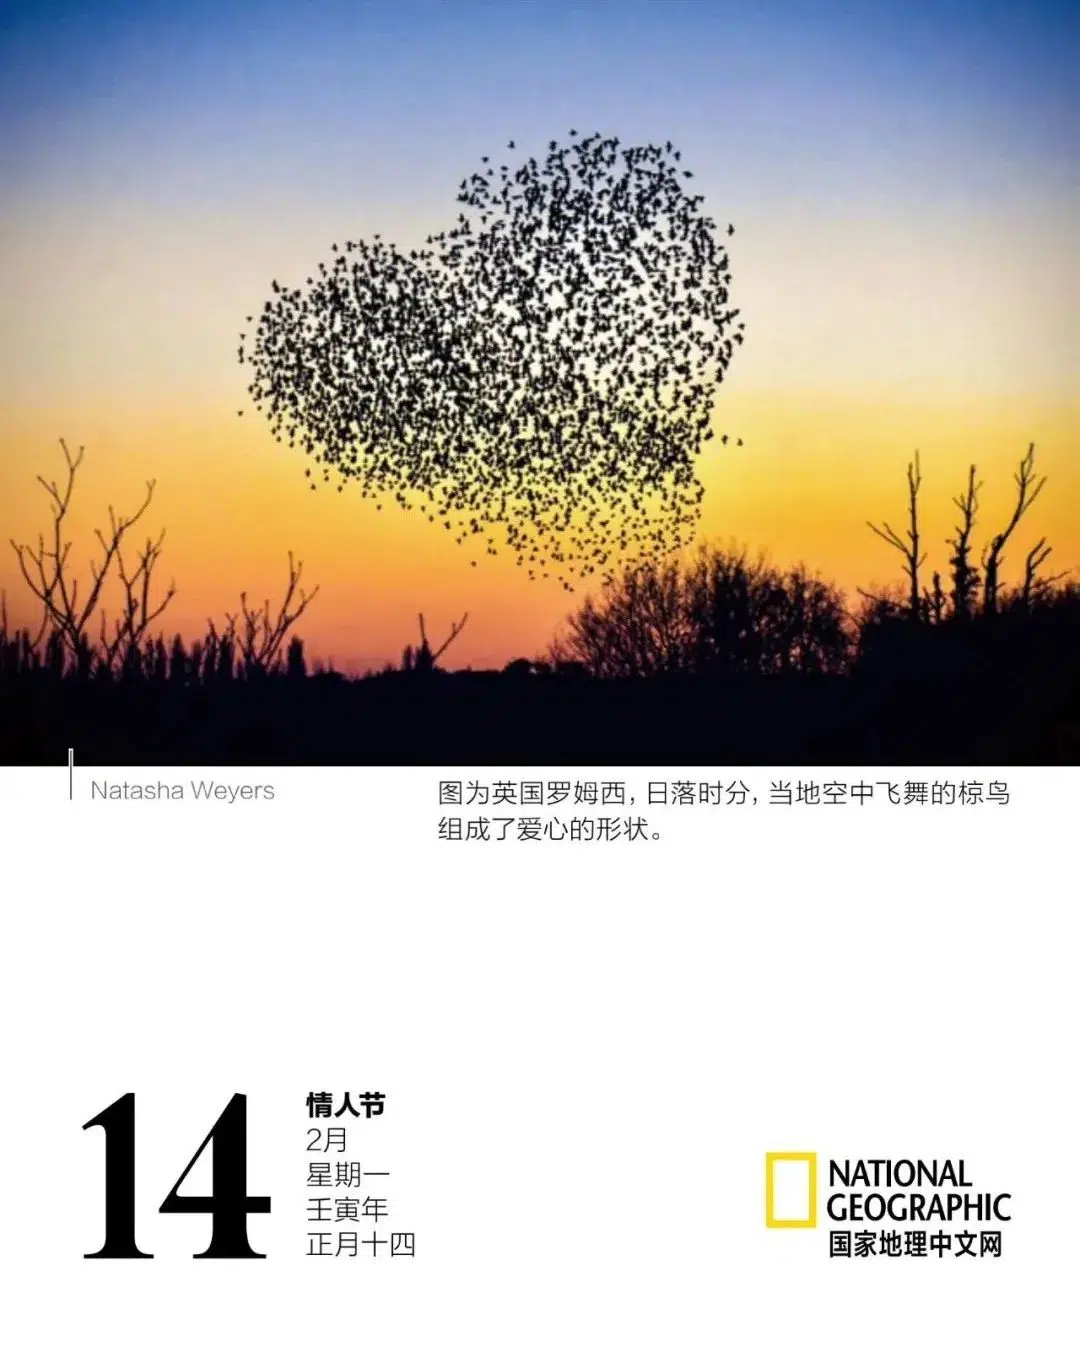 Natasha Weyers
图为英国罗姆西，日落时分，当地空中飞舞的椋鸟
组成了爱心的形状。
14
情人节
2月
星期一
壬寅年
正月十四
NATIONAL
GEOGRAPHIC
国家地理中文网